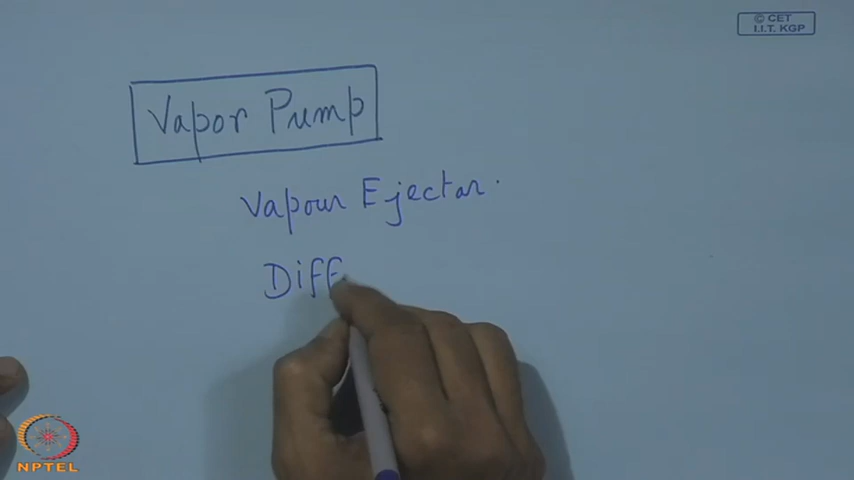 © CET
I.I.T. KGP
Vapor Pump
Vapour Ejector.
Diff
NPTEL